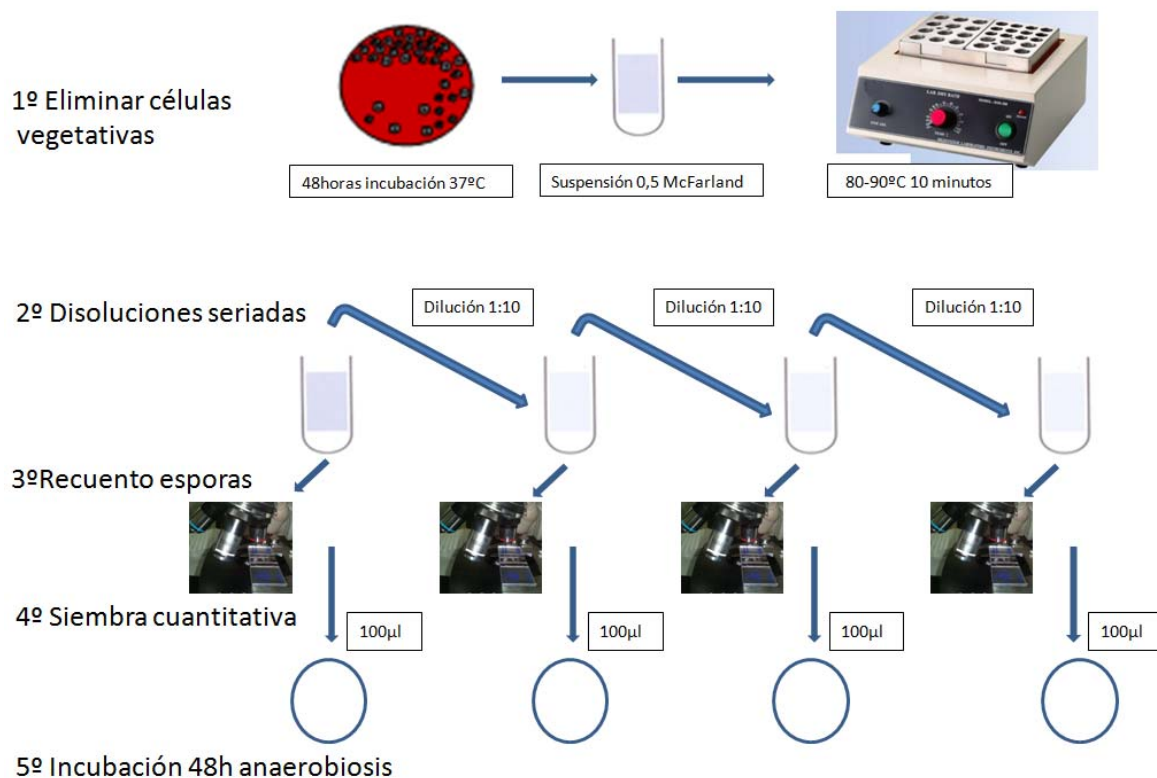 1º Eliminar células
vegetativas
48horas incubación 37ºC
Suspensión 0,5 McFarland
80-90ºC 10 minutos
2º Disoluciones seriadas
Dilución 1:10
Dilución 1:10
Dilución 1:10
3ºRecuento esporas
4º Siembra cuantitativa
100µl
100µl
100µl
100µl
5º Incubación 48h anaerobiosis